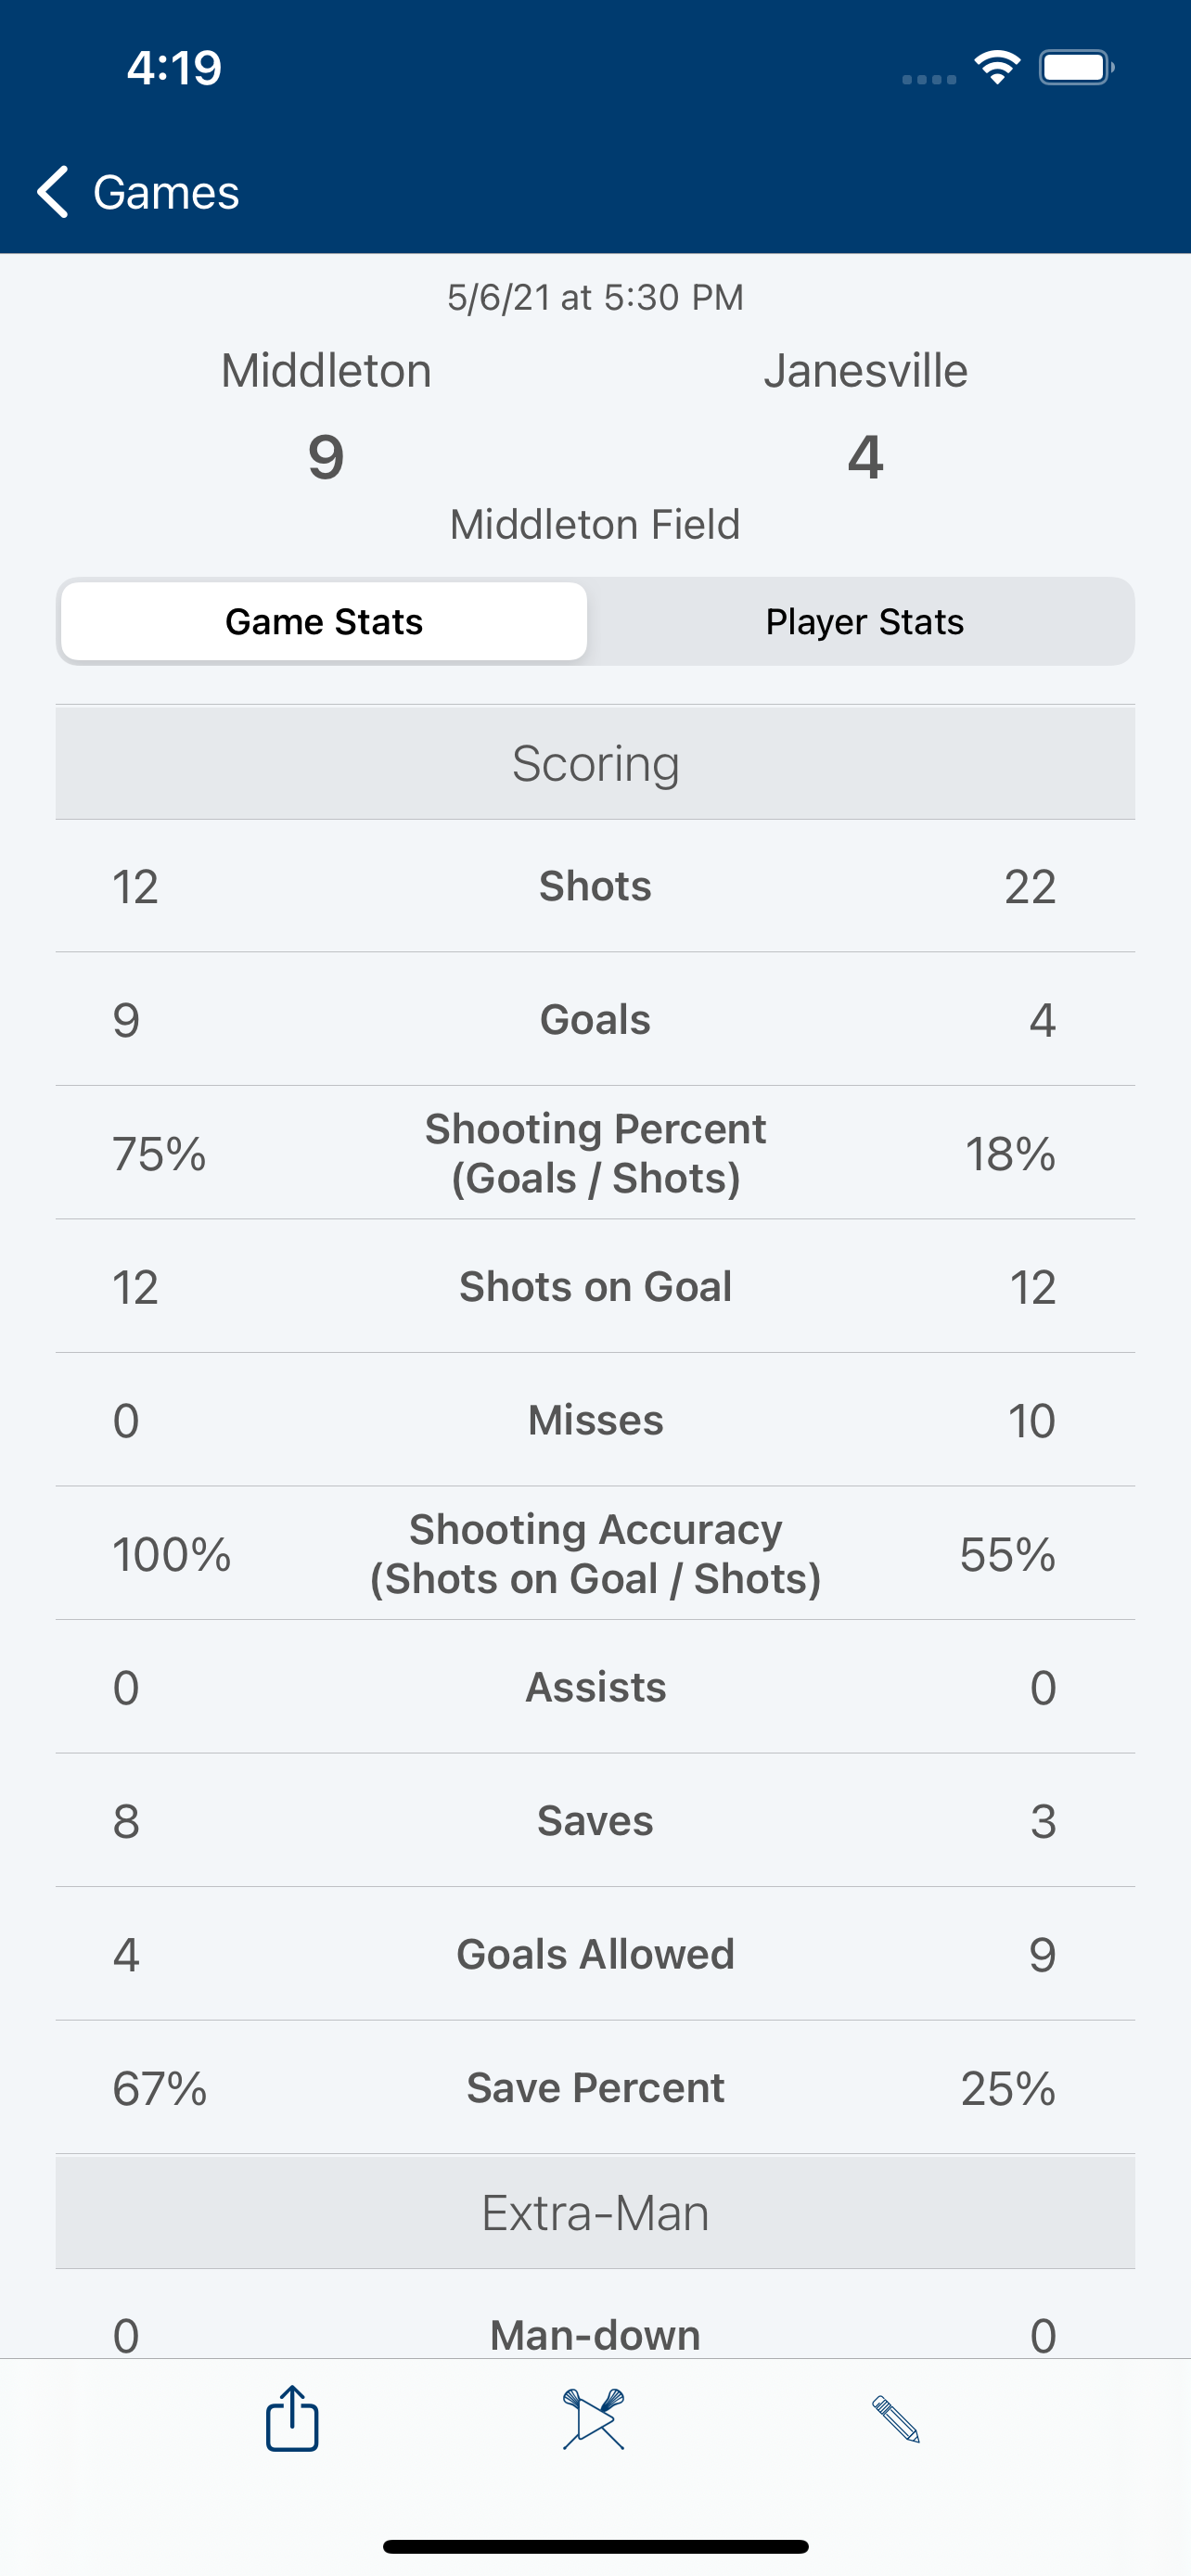 4:19
Games
5/6/21 at 5:30 PM
Middleton Janesville
9 4
Middleton Field
Game Stats Player Stats
Scoring
12 Shots 22
9 Goals 4
75% Shooting Percent (Goals / Shots) 18%
12 Shots on Goal 12
0 Misses 10
100% Shooting Accuracy (Shots on Goal / Shots) 55%
0 Assists 0
8 Saves 3
4 Goals Allowed 9
67% Save Percent 25%
Extra-Man
0 Man-down 0